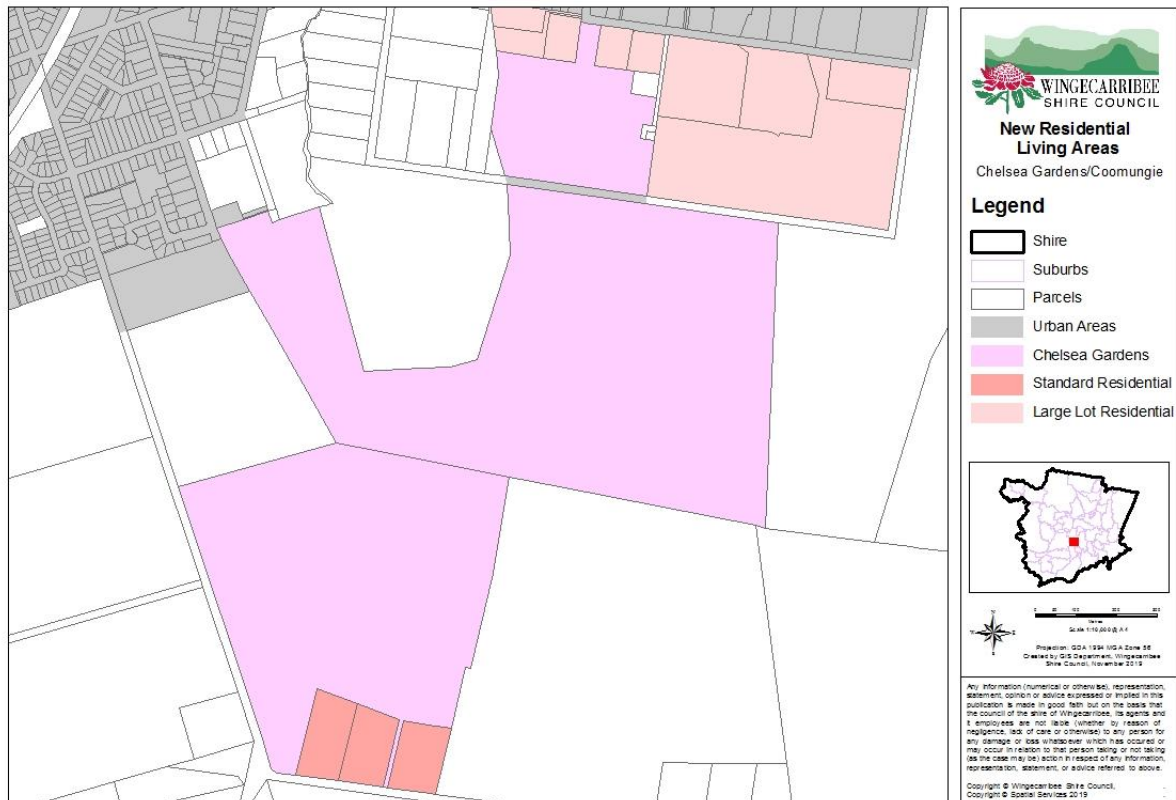 WINGECARRIBEE
SHIRE COUNCIL
New Residential
Living Areas
Chelsea Gardens/Coomungie
Legend
Shire
Suburbs
Parcels
Urban Areas
Chelsea Gardens
Standard Residential
Large Lot Residential
Scale 1:10,000 @ A4
Projection: GDA 1994 MGA Zone 56
Created by GIS Department, Wingecarribee
Shire Council, November 2019
Any information (numerical or otherwise), representation,
statement, opinion or advice expressed or implied in this
publication is made in good faith but on the basis that
the council of the shire of Wingecarribee, its agents and
it employees are not liable (whether by reason of
negligence, lack of care or otherwise) to any person for
any damage or loss whatsoever which has occured or
may occur in relation to that person taking or not taking
(as the case may be) action in respect of any information,
representation, statement, or advice referred to above.
Copyright © Wingecarribee Shire Council,
Copyright © Spatial Services 2019